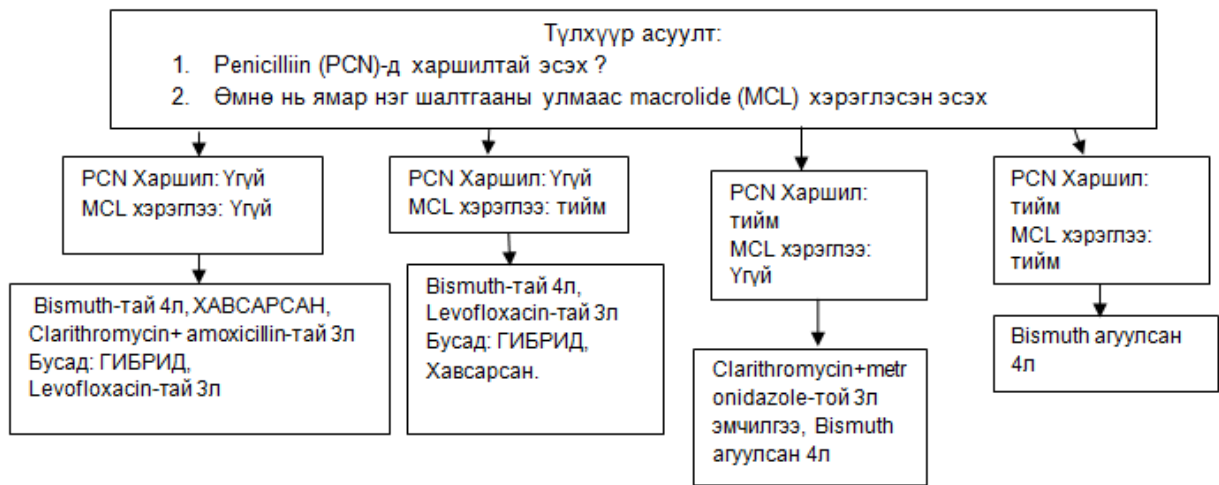 Түлхүүр асуулт:
1. Penicilliin (PCN)-д харшилтай эсэх ?
2. Өмнө нь ямар нэг шалтгааны улмаас macrolide (MCL) хэрэглэсэн эсэх
PCN Харшил: Үгүй
MCL хэрэглээ: Үгүй
PCN Харшил: Үгүй
MCL хэрэглээ: тийм
PCN Харшил:
тийм
MCL хэрэглээ:
Үгүй
PCN Харшил:
тийм
MCL хэрэглээ:
тийм
Bismuth-тай 4л, ХАВСАРСАН,
Clarithromycin+ amoxicillin-тай 3л
Бусад: ГИБРИД,
Levofloxacin-тай 3л
Bismuth-тай 4л,
Levofloxacin-тай 3л
Бусад: ГИБРИД,
Хавсарсан.
Clarithromycin+metr
onidazole-той 3л
эмчилгээ, Bismuth
агуулсан 4л
Bismuth агуулсан
4л